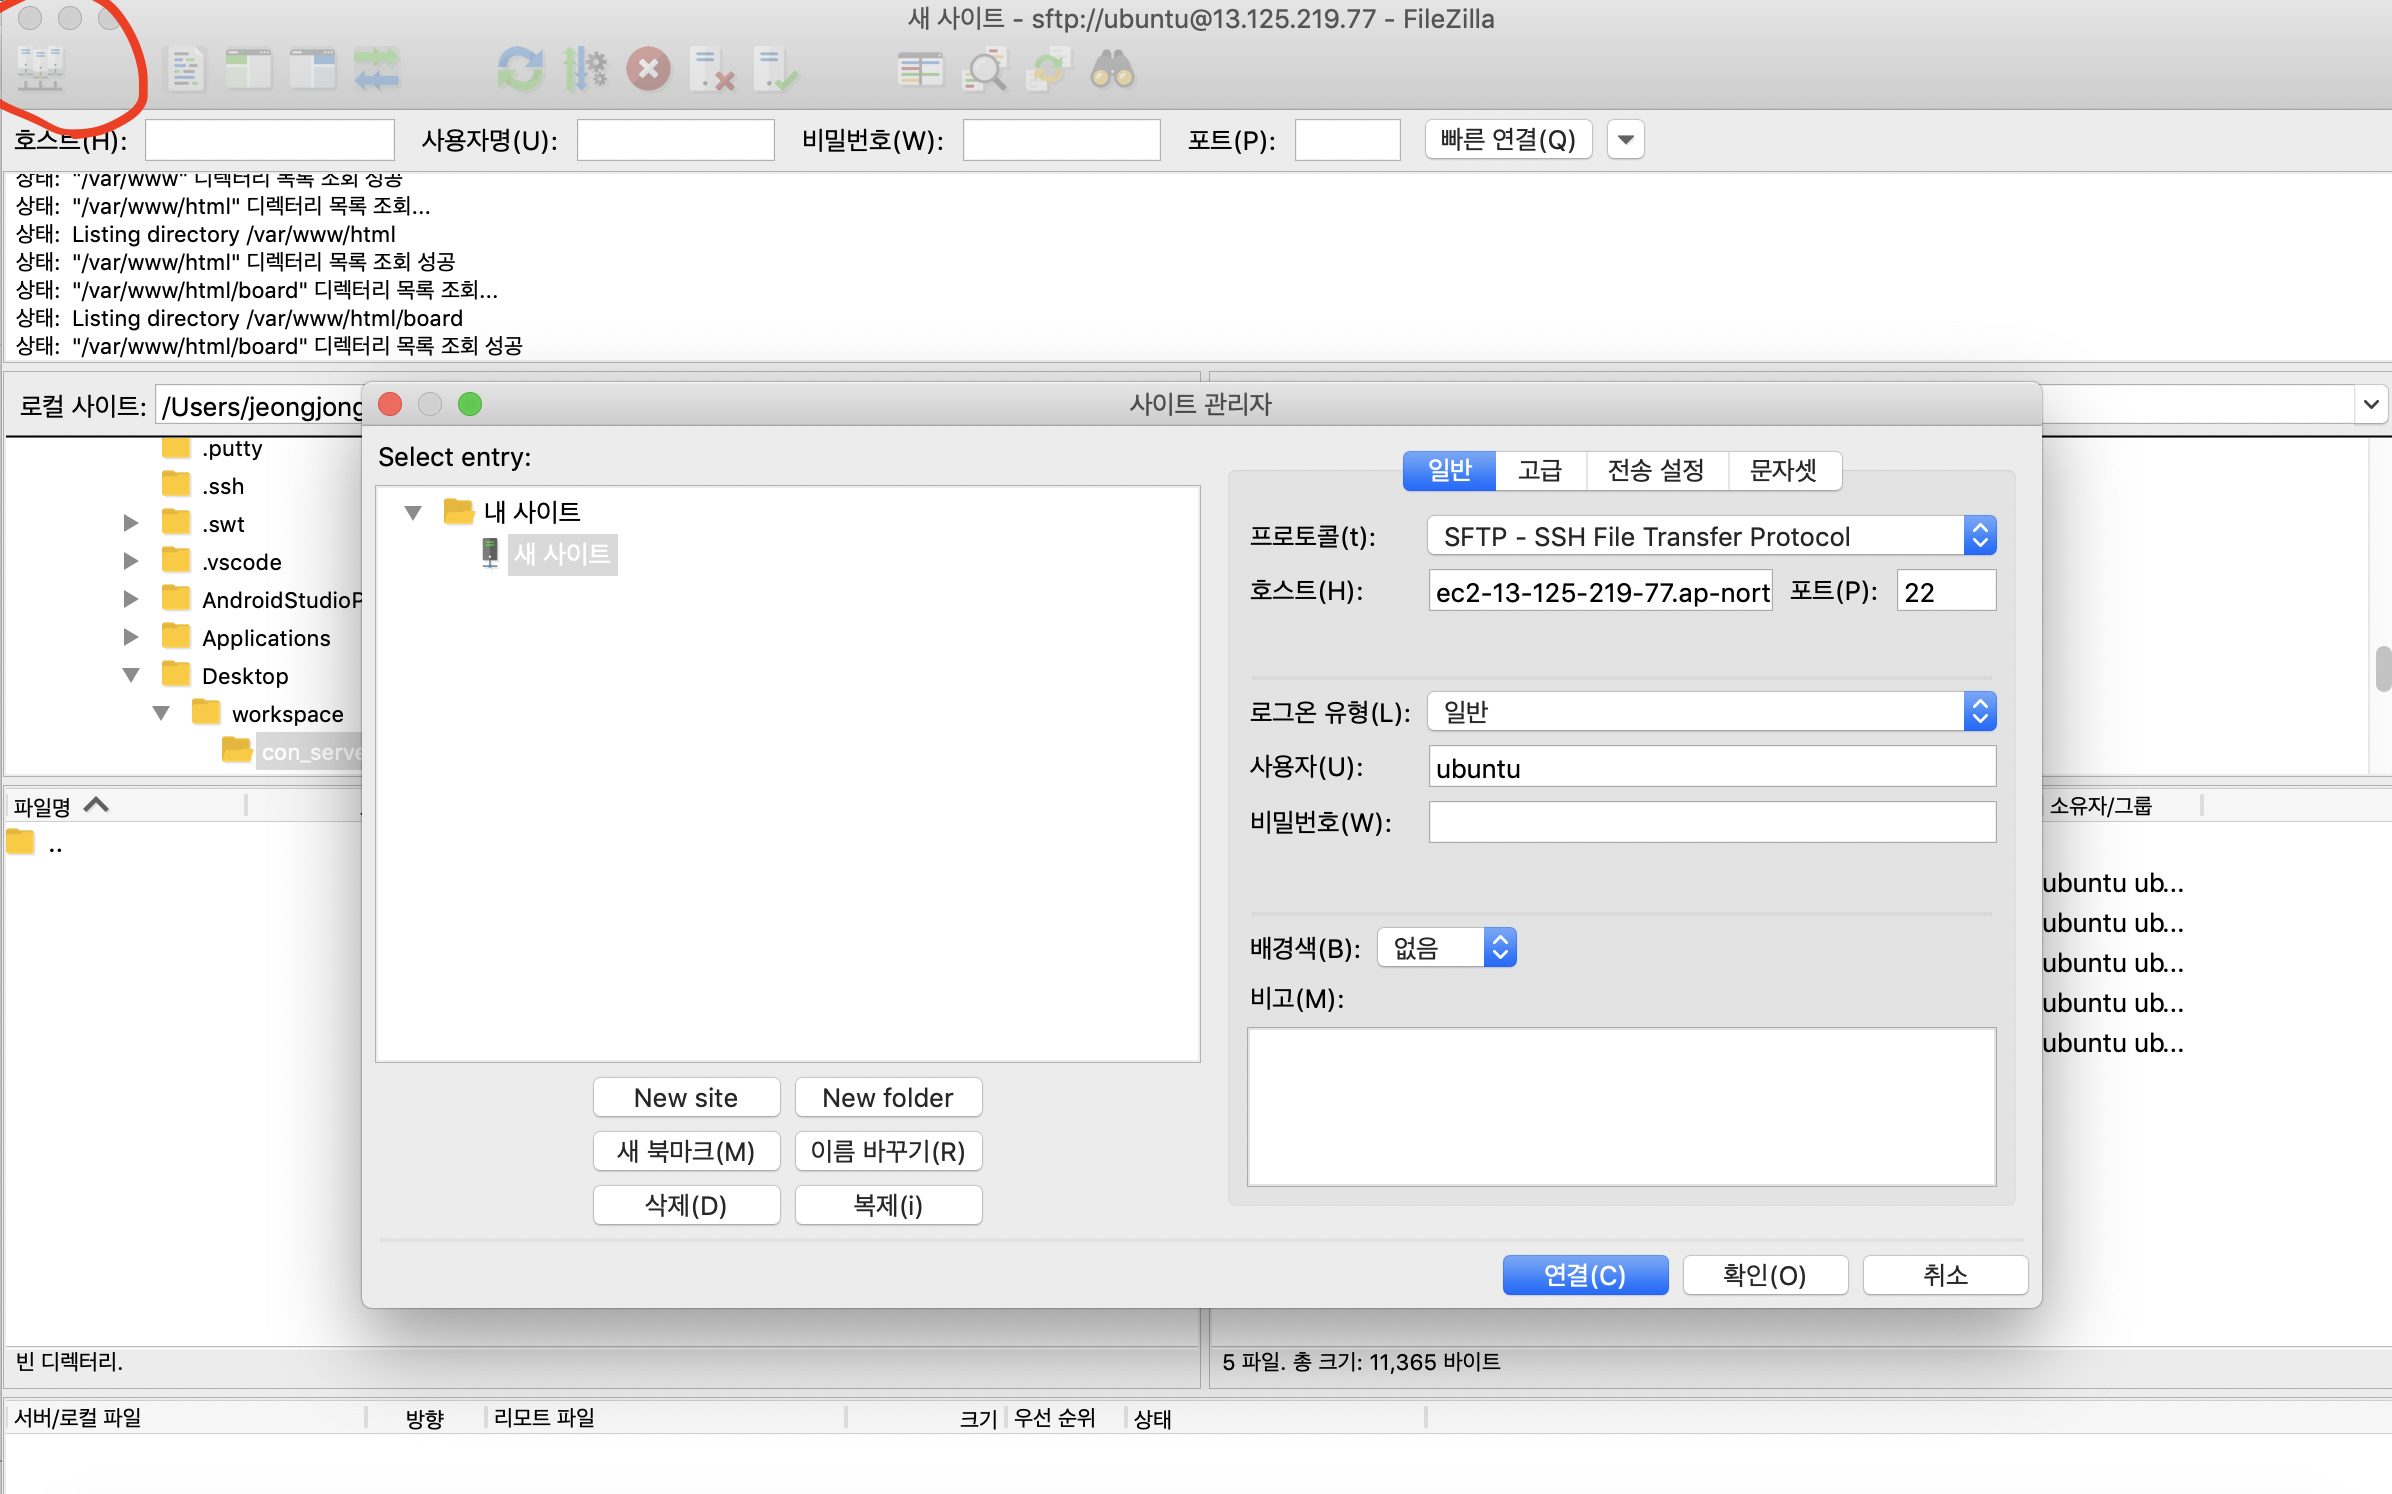 새 사이트 - sftp://ubuntu@13.125.219.77 - FileZilla
호스트(H): 사용자명(U): 비밀번호(W): 포트(P): 빠른 연결(Q)
상태: "/var/www" 디렉터리 목록 조회 성공
상태: "/var/www/html" 디렉터리 목록 조회...
상태: Listing directory /var/www/html
상태: "/var/www/html" 디렉터리 목록 조회 성공
상태: "/var/www/html/board" 디렉터리 목록 조회...
상태: Listing directory /var/www/html/board
상태: "/var/www/html/board" 디렉터리 목록 조회 성공
로컬 사이트: /Users/jeongjong
.putty
.ssh
.swt
.vscode
AndroidStudioP
Applications
Desktop
workspace
con_serve
파일명
..
사이트 관리자
Select entry:
내 사이트
새 사이트
New site New folder
새 북마크(M) 이름 바꾸기(R)
삭제(D) 복제(i)
일반 고급 전송 설정 문자셋
프로토콜(t): SFTP - SSH File Transfer Protocol
호스트(H): ec2-13-125-219-77.ap-nort 포트(P): 22
로그온 유형(L): 일반
사용자(U): ubuntu
비밀번호(W):
배경색(B): 없음
비고(M):
연결(C) 확인(O) 취소
소유자/그룹
ubuntu ub...
ubuntu ub...
ubuntu ub...
ubuntu ub...
ubuntu ub...
빈 디렉터리.
5 파일. 총 크기: 11,365 바이트
서버/로컬 파일 방향 리모트 파일 크기 우선 순위 상태